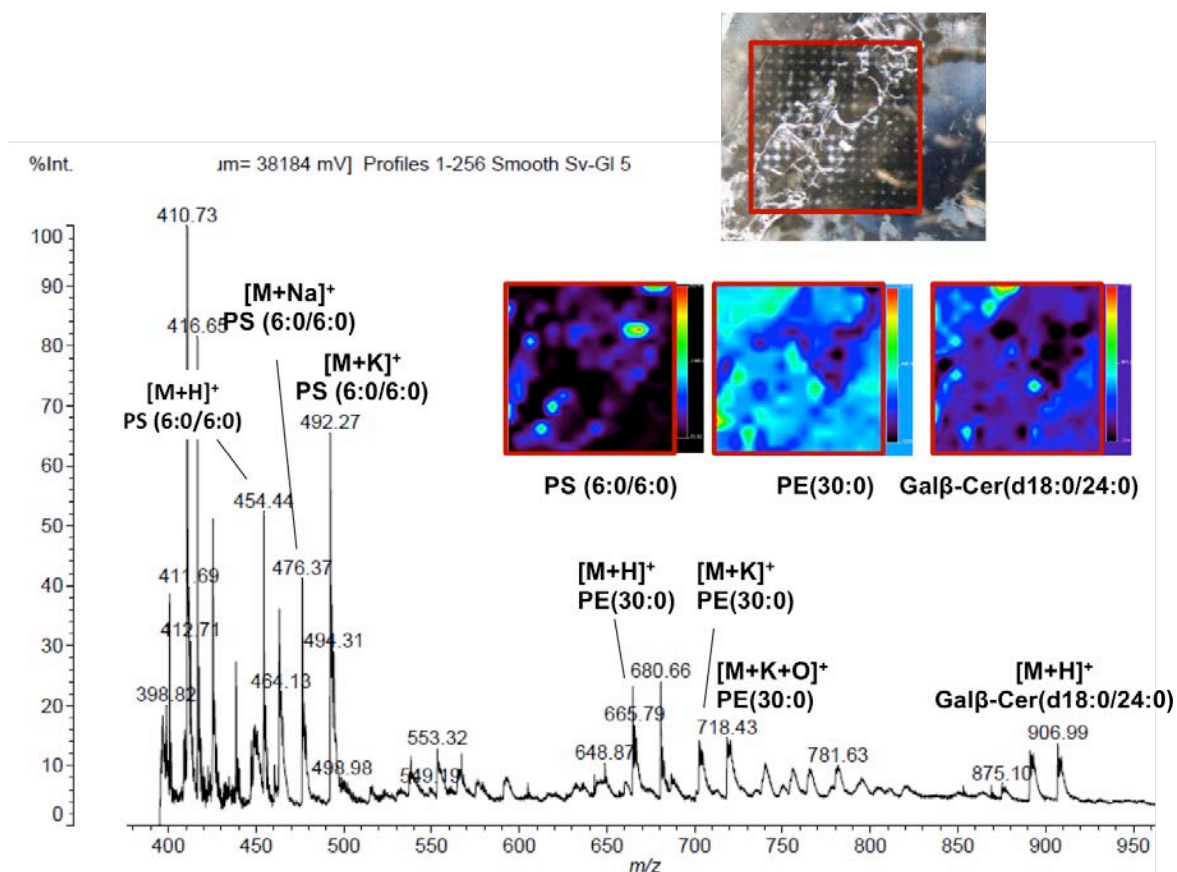 %Int.
ım= 38184 mV] Profiles 1-256 Smooth Sv-Gl 5
100
90
80
70
60
50
40
30
20
10
0
410.73
416.65
[M+Na]⁺
PS (6:0/6:0)
[M+H]⁺
PS (6:0/6:0)
[M+K]⁺
PS (6:0/6:0)
492.27
454.44
476.37
411.69
412.71
494.31
464.13
398.82
498.98
549.19
553.32
PS (6:0/6:0)
PE(30:0)
Galβ-Cer(d18:0/24:0)
[M+H]⁺
PE(30:0)
[M+K]⁺
PE(30:0)
680.66
665.79
648.87
[M+K+O]⁺
PE(30:0)
718.43
781.63
[M+H]⁺
Galβ-Cer(d18:0/24:0)
906.99
875.10
400 450 500 550 600 650 700 750 800 850 900 950
m/z